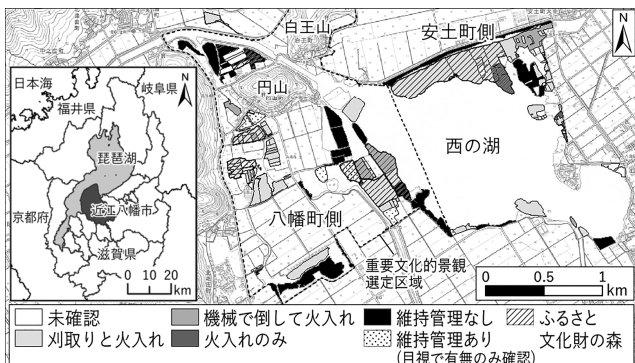 白王山
安土町側
N
円山
西の湖
八幡町側
重要文化的景観
選定区域
0 0.5 1
km
日本海
福井県
岐阜県
N
琵琶湖
京都府
近江八幡市
滋賀県
0 10 20
km
未確認
機械で倒して火入れ
維持管理なし
ふるさと
文化財の森
刈取りと火入れ
火入れのみ
維持管理あり
(目視で有無のみ確認)